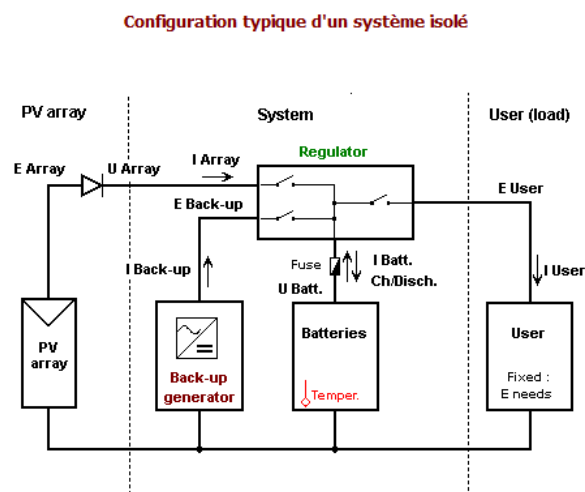 Configuration typique d'un système isolé
PV array
System
User (load)
E Array
U Array
I Array
Regulator
E Back-up
E User
I Back-up
Fuse
I Batt.
Ch/Disch.
U Batt.
I User
PV
array
Back-up
generator
Batteries
Temper.
User
Fixed :
E needs